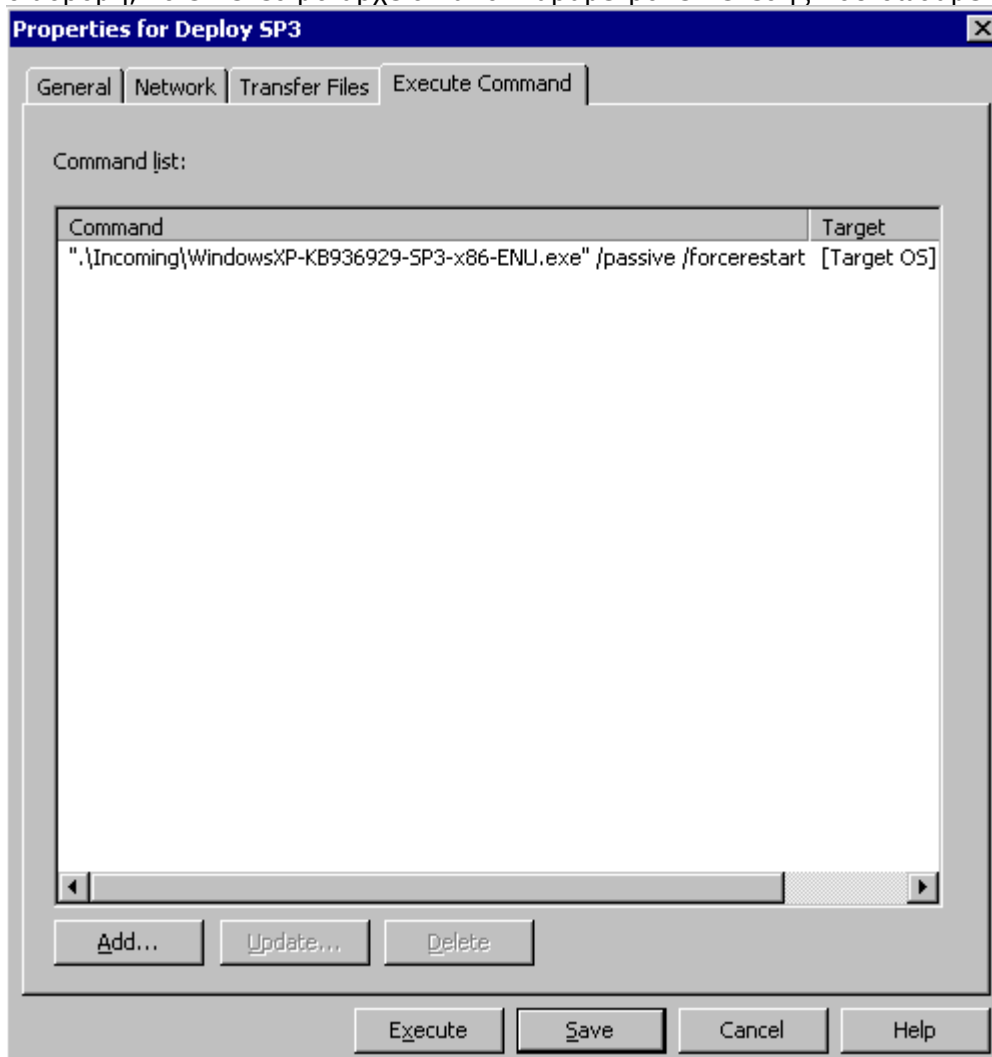 Properties for Deploy SP3
General Network Transfer Files Execute Command
Command list:
Command Target
".\Incoming\WindowsXP-KB936929-SP3-x86-ENU.exe" /passive /forcerestart [Target OS]
Add... Update... Delete
Execute Save Cancel Help